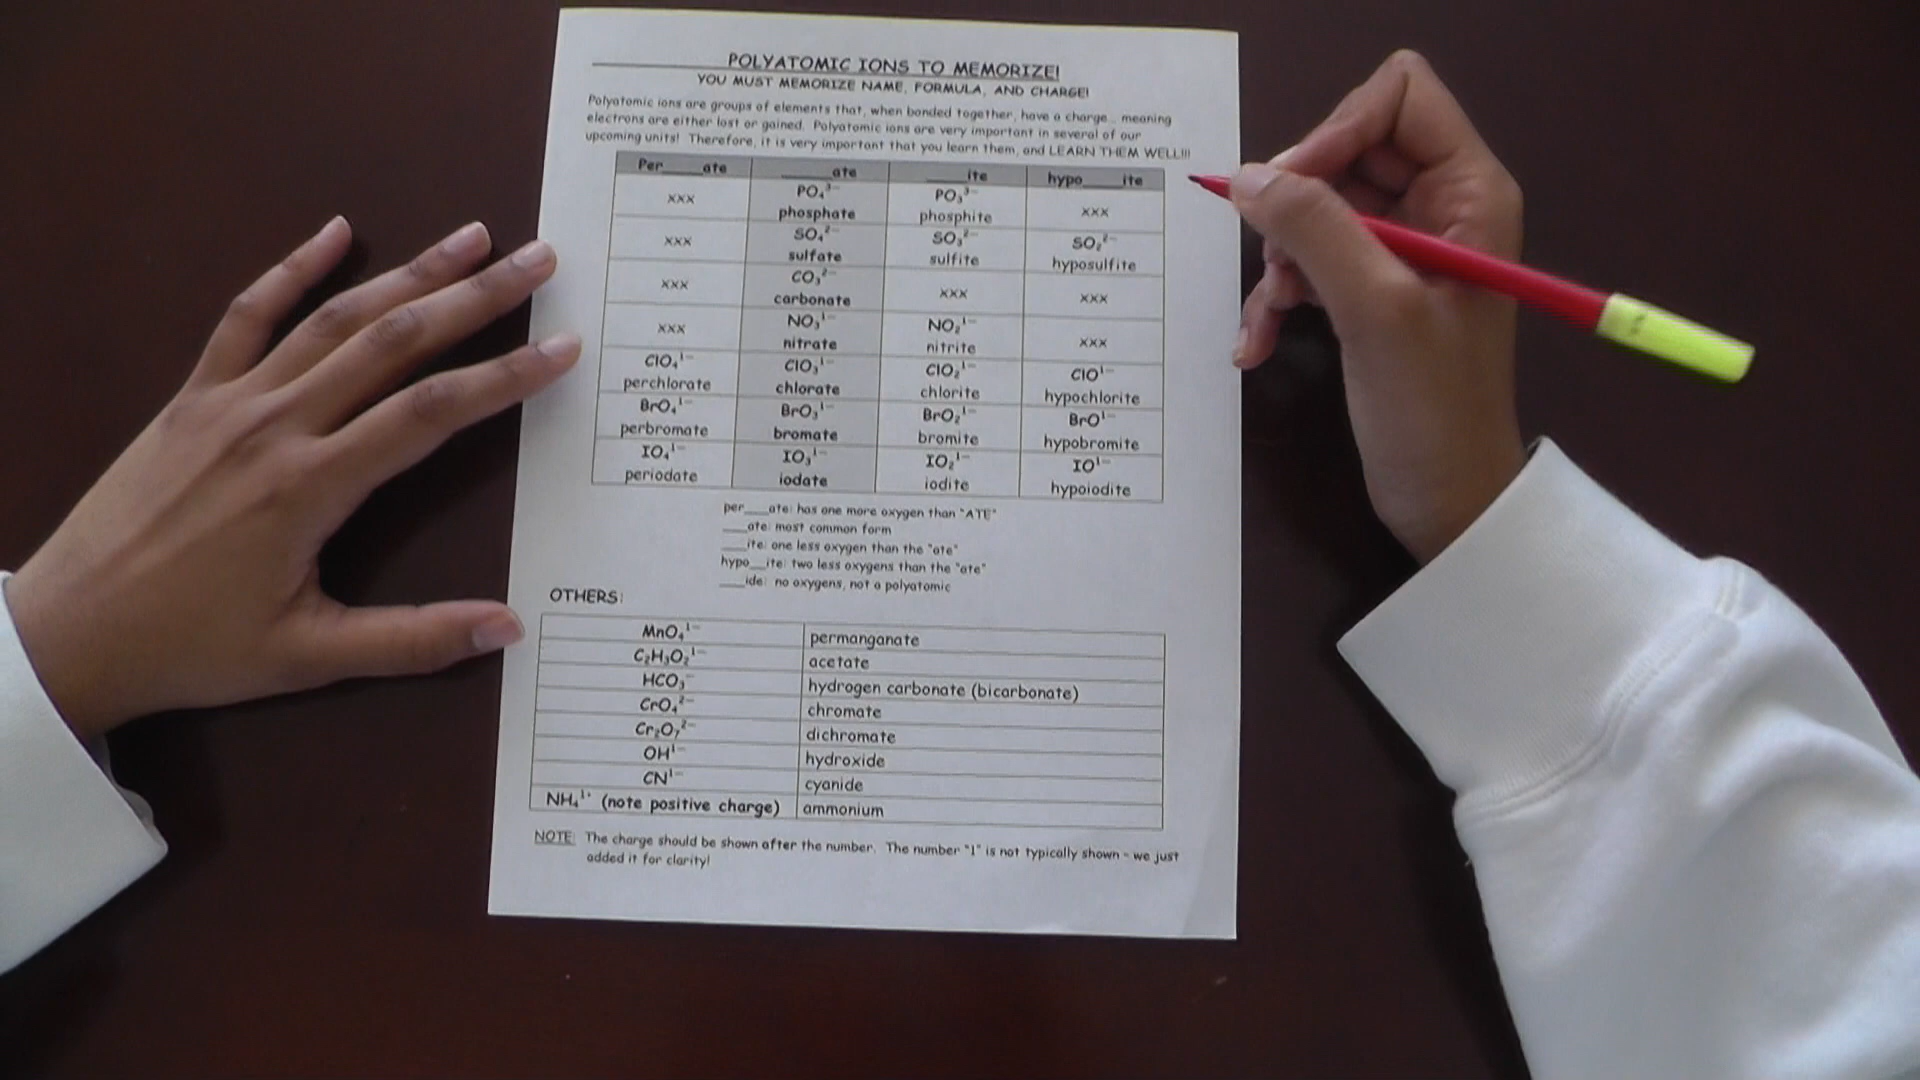 POLYATOMIC IONS TO MEMORIZE!
YOU MUST MEMORIZE NAME, FORMULA, AND CHARGE!
Polyatomic ions are groups of elements that, when bonded together, have a charge... meaning
electrons are either lost or gained. Polyatomic ions are very important in several of our
upcoming units! Therefore, it is very important that you learn them, and LEARN THEM WELL!!!
Per____ate ____ate ____ite hypo____ite
xxx PO₄³⁻ PO₃³⁻ xxx
phosphate phosphite
xxx SO₄²⁻ SO₃²⁻ SO₂²⁻
sulfate sulfite hyposulfite
xxx CO₃²⁻ xxx xxx
carbonate
xxx NO₃¹⁻ NO₂¹⁻ xxx
nitrate nitrite
ClO₄¹⁻ ClO₃¹⁻ ClO₂¹⁻ ClO¹⁻
perchlorate chlorate chlorite hypochlorite
BrO₄¹⁻ BrO₃¹⁻ BrO₂¹⁻ BrO¹⁻
perbromate bromate bromite hypobromite
IO₄¹⁻ IO₃¹⁻ IO₂¹⁻ IO¹⁻
periodate iodate iodite hypoiodite
per___ate: has one more oxygen than "ATE"
___ate: most common form
___ite: one less oxygen than the "ate"
hypo__ite: two less oxygens than the "ate"
___ide: no oxygens, not a polyatomic
OTHERS:
MnO₄¹⁻ permanganate
C₂H₃O₂¹⁻ acetate
HCO₃⁻ hydrogen carbonate (bicarbonate)
CrO₄²⁻ chromate
Cr₂O₇²⁻ dichromate
OH¹⁻ hydroxide
CN¹⁻ cyanide
NH₄¹⁺ (note positive charge) ammonium
NOTE: The charge should be shown after the number. The number "1" is not typically shown - we just
added it for clarity!